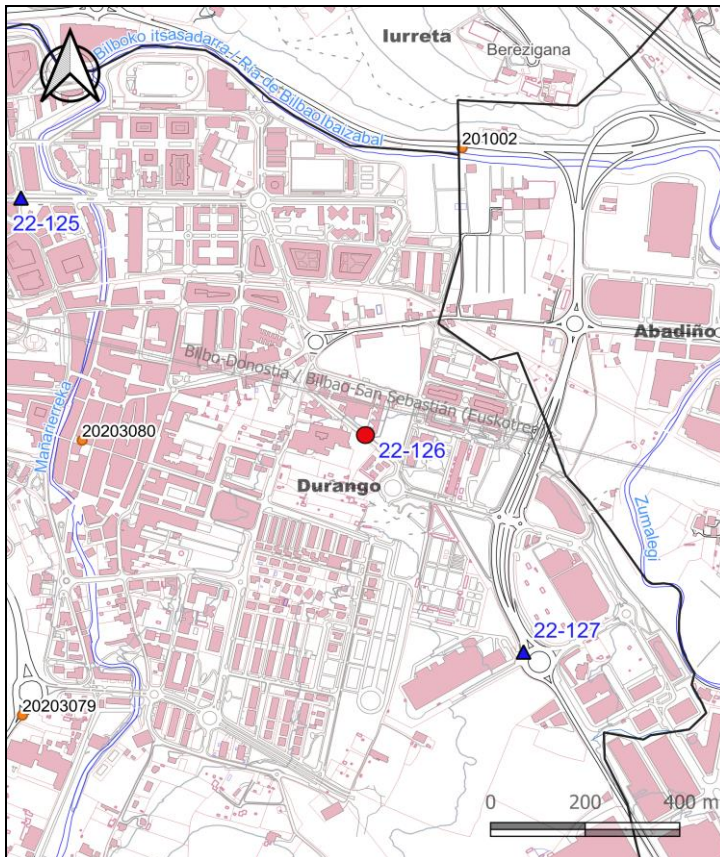 Iurreta
Berezigana
Bilboko itsasadarra / Ría de Bilbao
Ibaizabal
201002
22-125
Abadiño
Bilbo-Donostia / Bilbao-San Sebastián (Euskotren)
Mañarierreka
20203080
22-126
Durango
Zumalegi
22-127
20203079
0 200 400 m